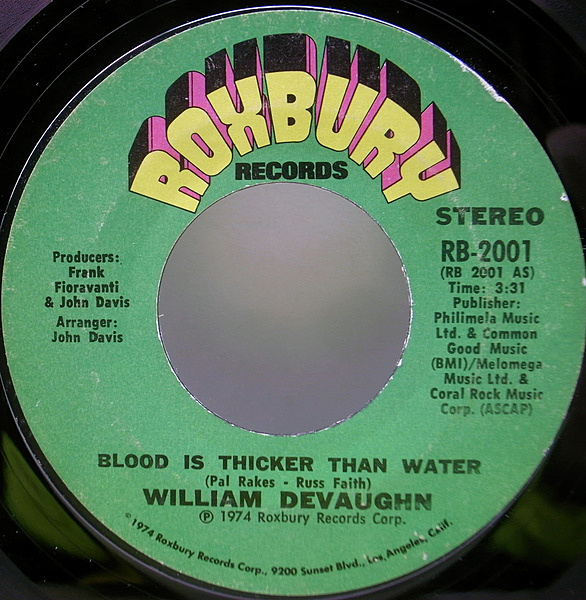 ROXBURY
RECORDS
STEREO
RB-2001
(RB 2001 AS)
Time: 3:31
Publisher:
Philimela Music
Ltd. & Common
Good Music
(BMI)/Melomega
Music Ltd. &
Coral Rock Music
Corp. (ASCAP)
Producers:
Frank
Fioravanti
& John Davis
Arranger:
John Davis
BLOOD IS THICKER THAN WATER
(Pal Rakes - Russ Faith)
WILLIAM DEVAUGHN
℗ 1974 Roxbury Records Corp.
©1974 Roxbury Records Corp., 9200 Sunset Blvd., Los Angeles, Calif.